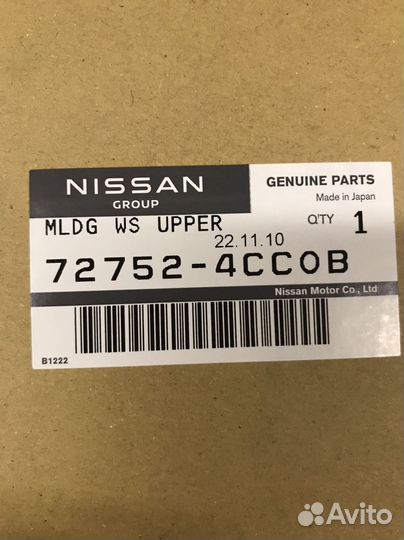 NISSAN
GROUP
GENUINE PARTS
Made in Japan
MLDG WS UPPER
22.11.10
Q'TY 1
72752-4CC0B
Nissan Motor Co., Ltd
B1222
Avito